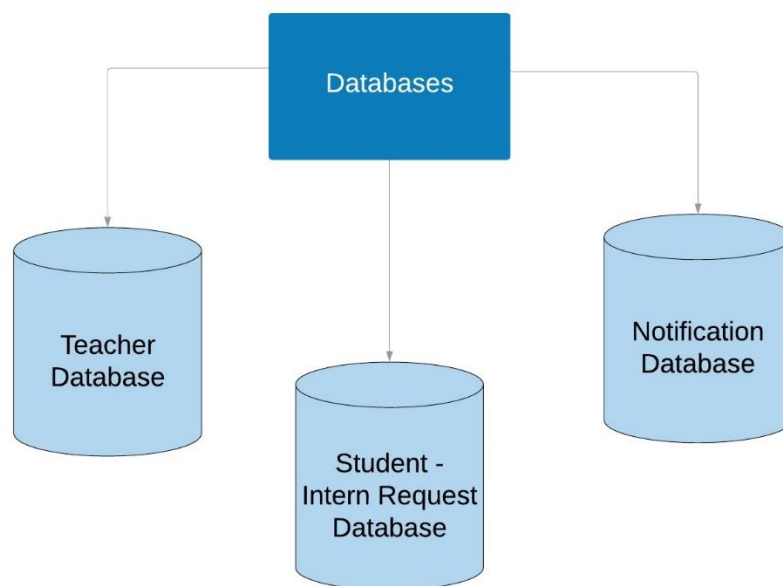 Databases
Teacher
Database
Student -
Intern Request
Database
Notification
Database